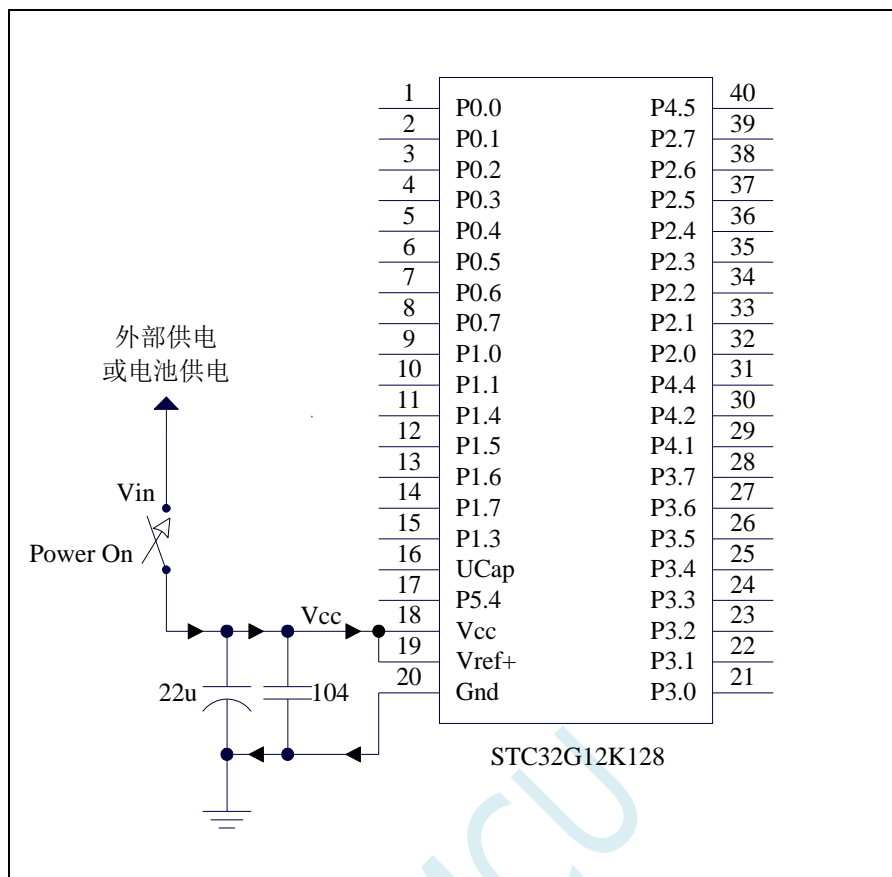 1 P0.0 P4.5 40
2 P0.1 P2.7 39
3 P0.2 P2.6 38
4 P0.3 P2.5 37
5 P0.4 P2.4 36
6 P0.5 P2.3 35
7 P0.6 P2.2 34
8 P0.7 P2.1 33
9 P1.0 P2.0 32
10 P1.1 P4.4 31
11 P1.4 P4.2 30
12 P1.5 P4.1 29
13 P1.6 P3.7 28
14 P1.7 P3.6 27
15 P1.3 P3.5 26
16 UCap P3.4 25
17 P5.4 P3.3 24
18 Vcc P3.2 23
19 Vref+ P3.1 22
20 Gnd P3.0 21
外部供电
或电池供电
Vin
Power On
Vcc
22u
104
STC32G12K128
MCU